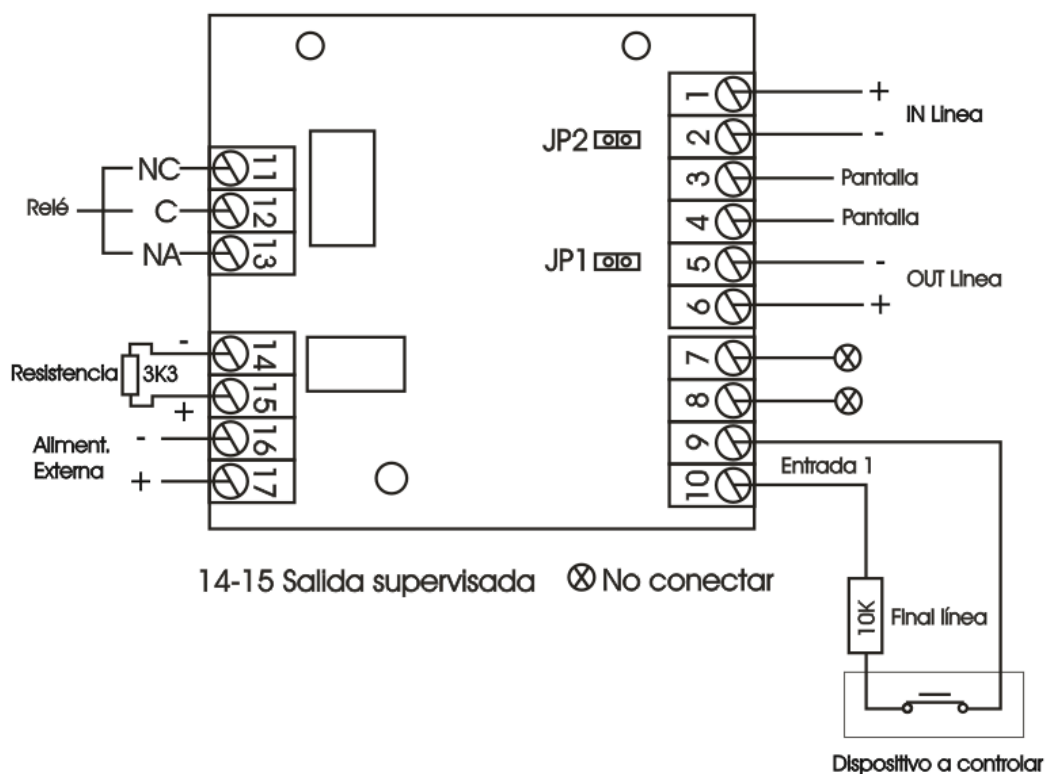 1
+
IN Linea
JP2
2
-
NC
11
3
Pantalla
Relé
C
12
4
Pantalla
NA
13
JP1
5
-
OUT Linea
6
+
-
14
7
Resistencia
3K3
15
8
+
Aliment.
Externa
-
16
9
+
17
10
Entrada 1
14-15 Salida supervisada
No conectar
10K
Final línea
Dispositivo a controlar